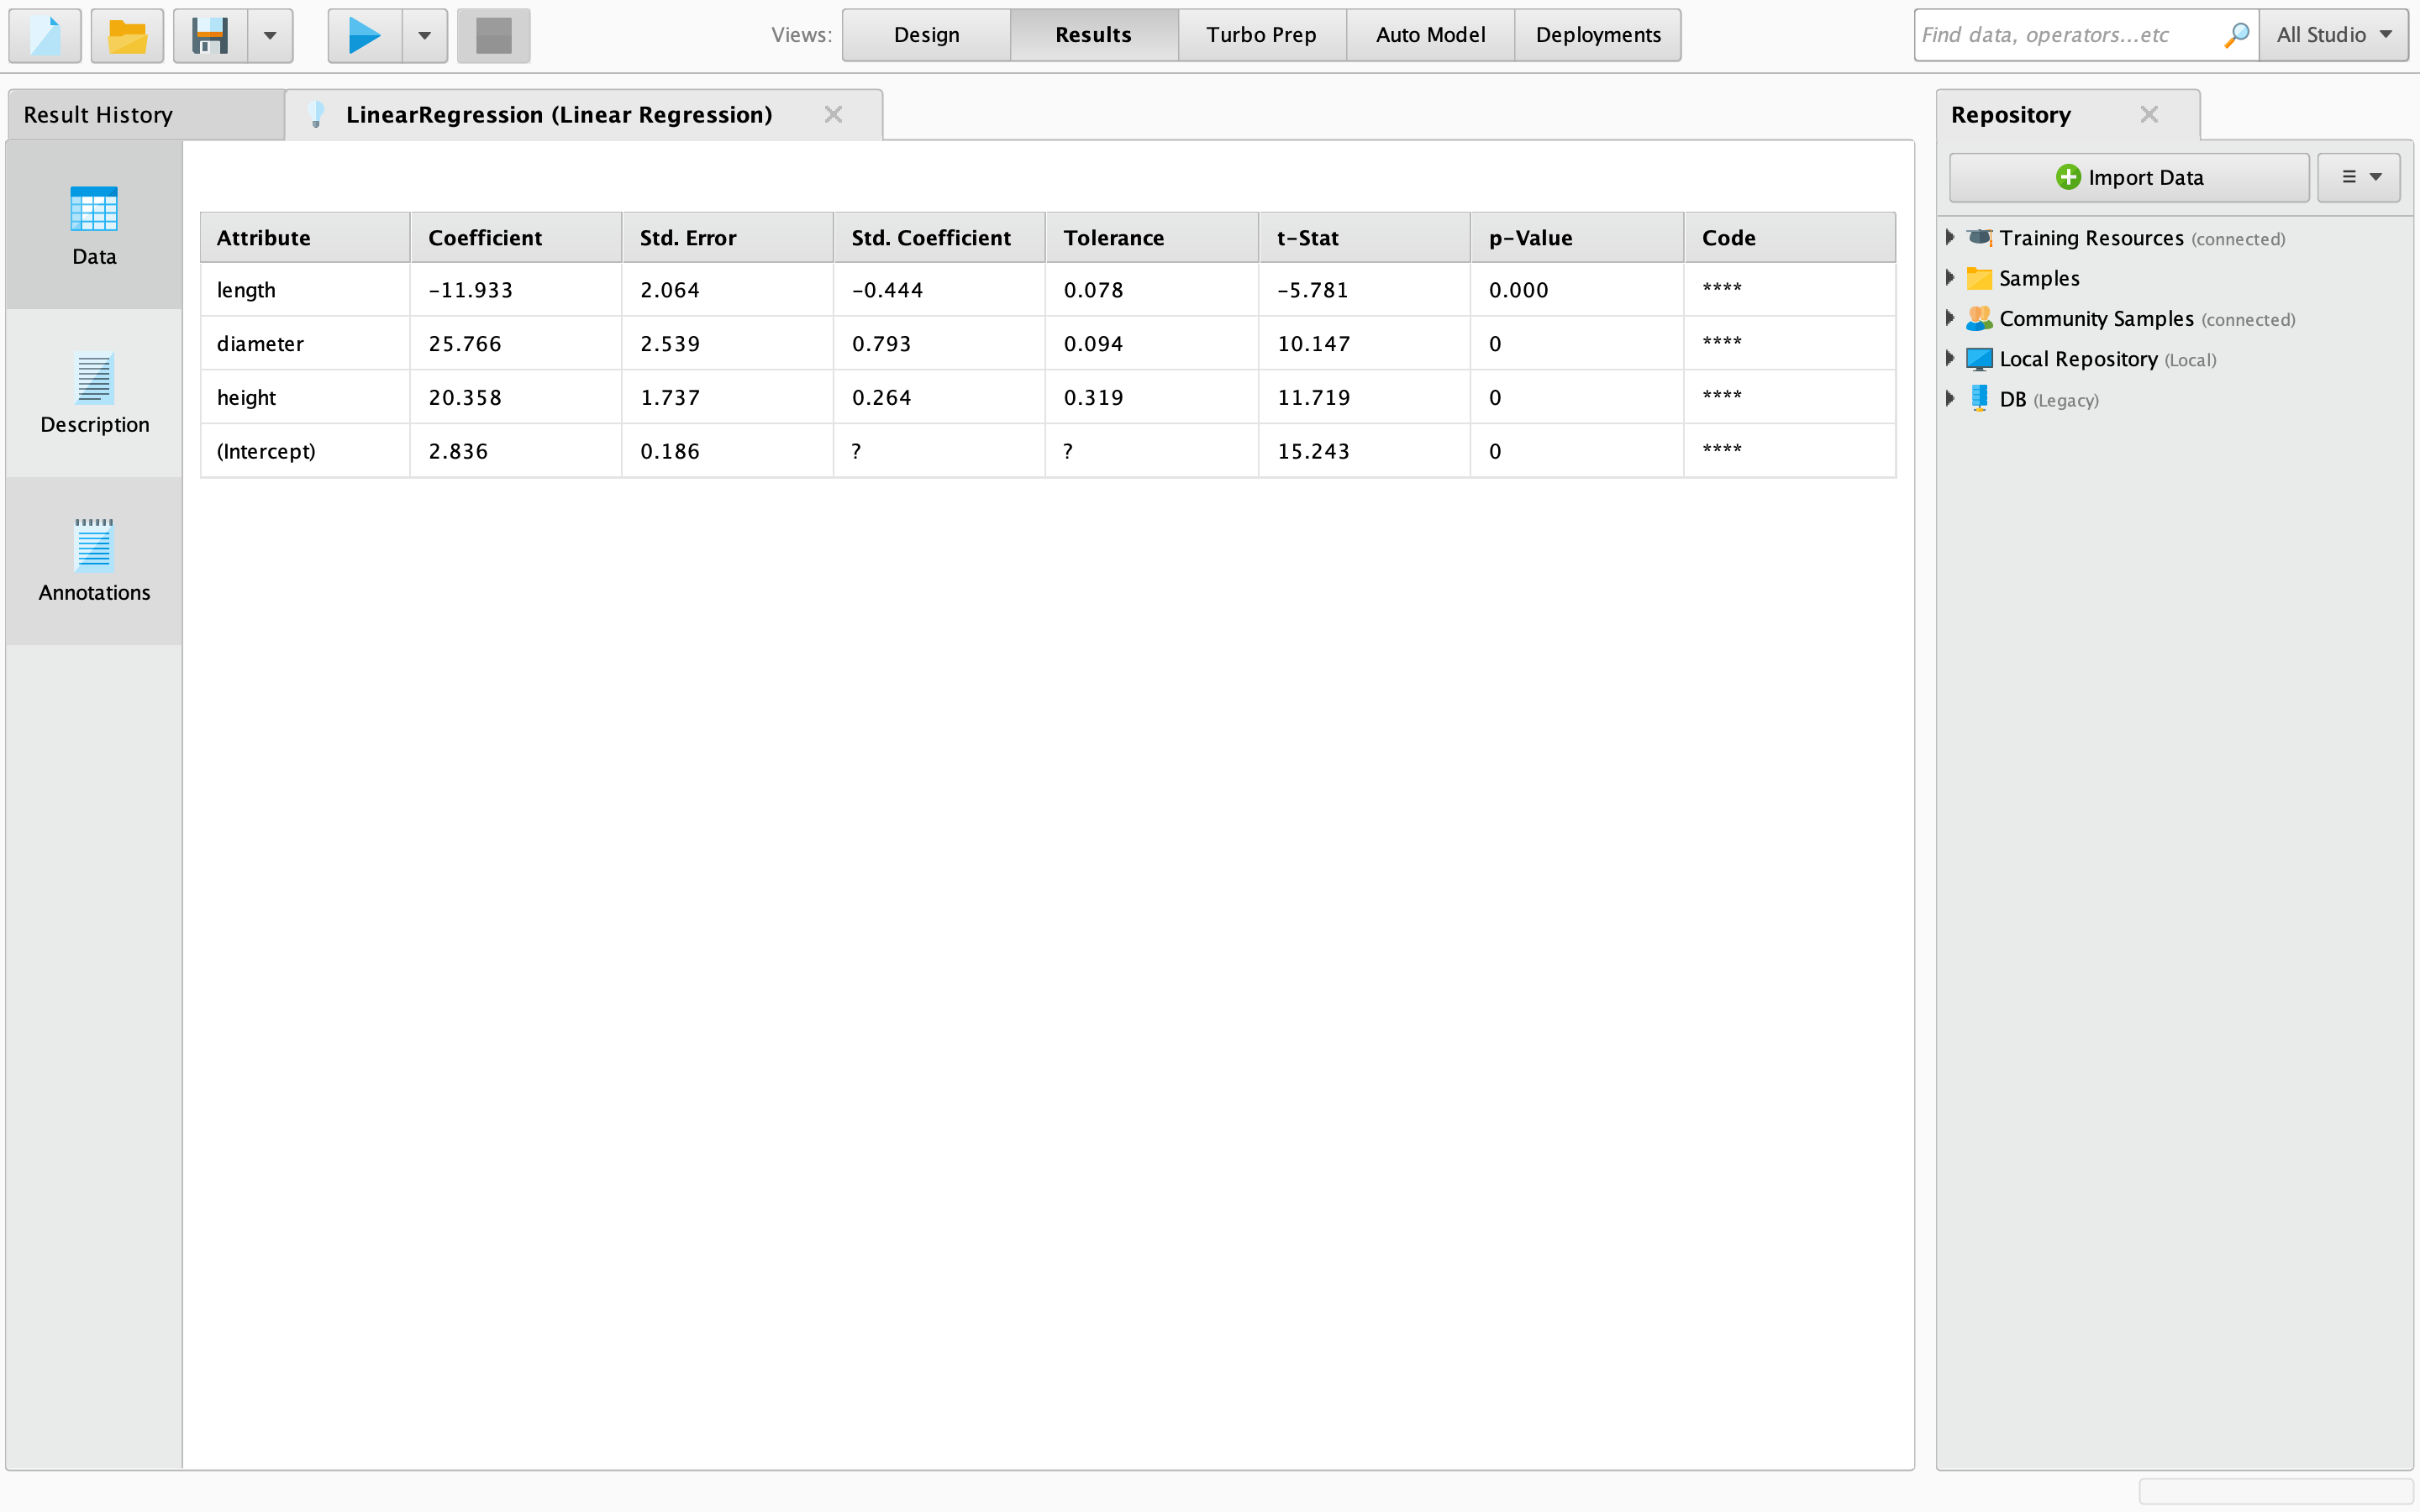 Views: Design Results Turbo Prep Auto Model Deployments Find data, operators...etc All Studio
Result History LinearRegression (Linear Regression) Repository
Import Data
Data
Description
Annotations
Attribute Coefficient Std. Error Std. Coefficient Tolerance t-Stat p-Value Code
length -11.933 2.064 -0.444 0.078 -5.781 0.000 ****
diameter 25.766 2.539 0.793 0.094 10.147 0 ****
height 20.358 1.737 0.264 0.319 11.719 0 ****
(Intercept) 2.836 0.186 ? ? 15.243 0 ****
Training Resources (connected)
Samples
Community Samples (connected)
Local Repository (Local)
DB (Legacy)